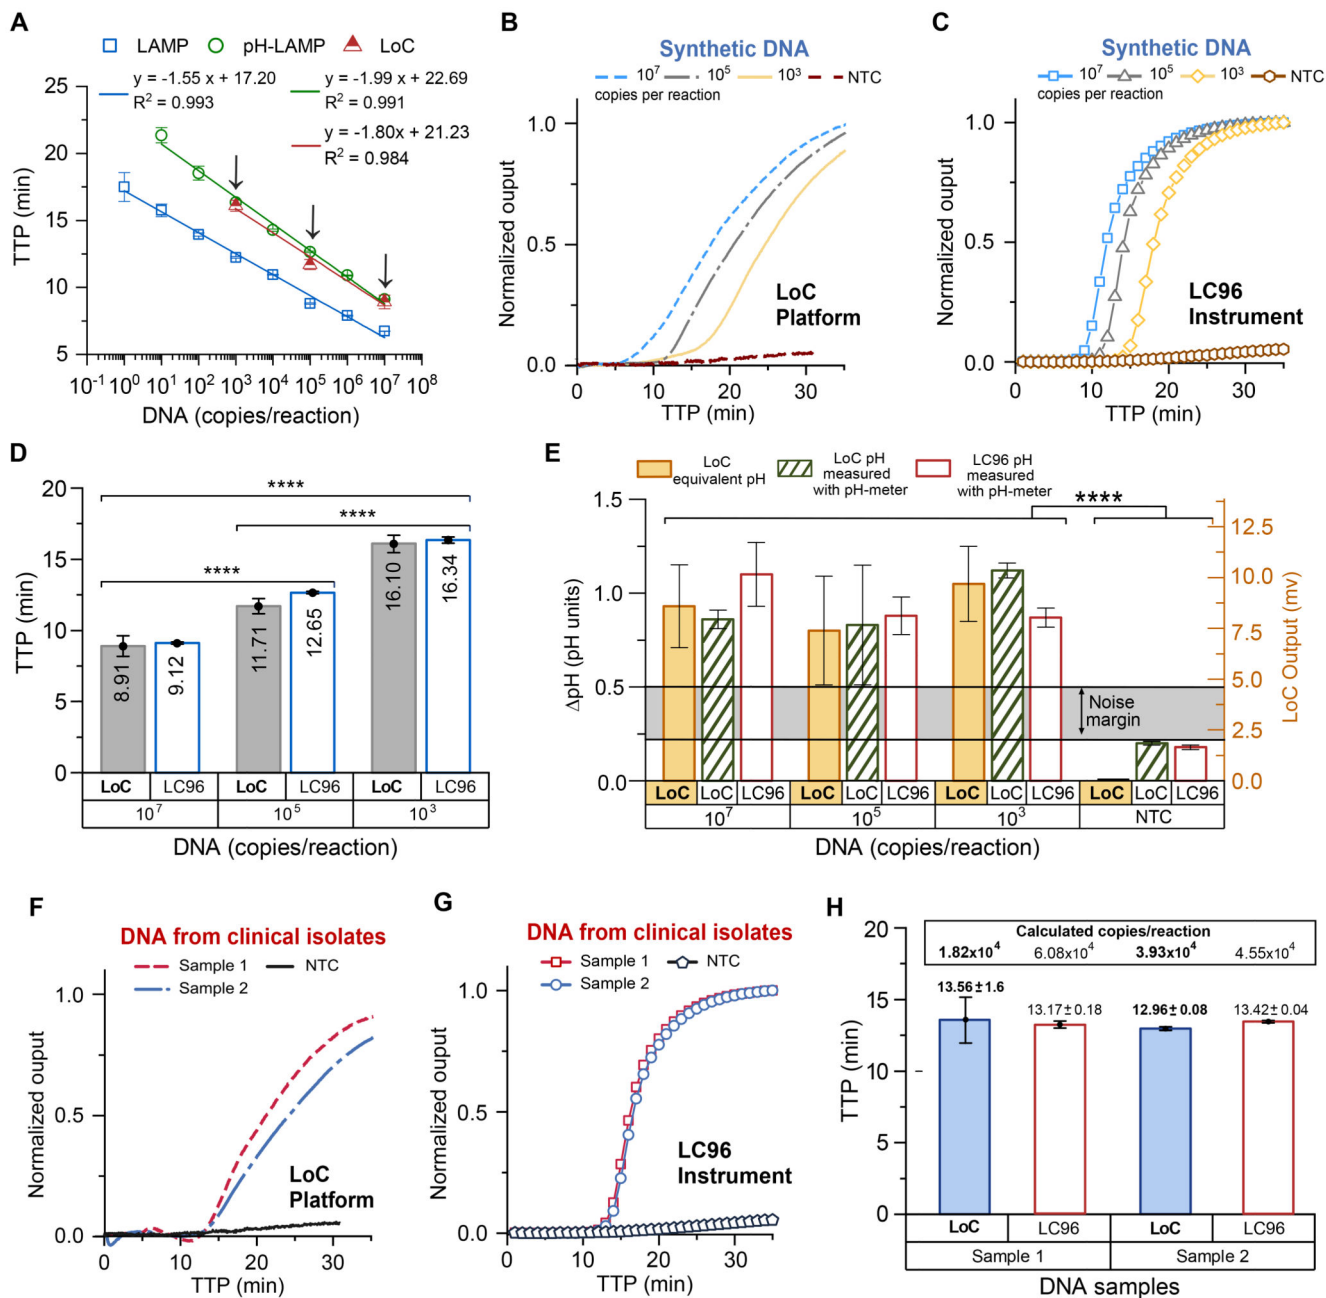 A
LAMP pH-LAMP LoC
y = -1.55 x + 17.20
R² = 0.993
y = -1.99 x + 22.69
R² = 0.991
y = -1.80x + 21.23
R² = 0.984
TTP (min)
25
20
15
10
5
10⁻¹ 10⁰ 10¹ 10² 10³ 10⁴ 10⁵ 10⁶ 10⁷ 10⁸
DNA (copies/reaction)
B
Synthetic DNA
10⁷ 10⁵ 10³ NTC
copies per reaction
Normalized ouput
1.0
0.5
0.0
LoC
Platform
0 10 20 30
TTP (min)
C
Synthetic DNA
10⁷ 10⁵ 10³ NTC
copies per reaction
Normalized ouput
1.0
0.5
0.0
LC96
Instrument
0 10 20 30
TTP (min)
D
TTP (min)
20
15
10
5
0
****
****
****
8.91 9.12 11.71 12.65 16.10 16.34
LoC LC96 LoC LC96 LoC LC96
10⁷ 10⁵ 10³
DNA (copies/reaction)
E
LoC
equivalent pH
LoC pH
measured
with pH-meter
LC96 pH
measured
with pH-meter
****
ΔpH (pH units)
1.5
1.0
0.5
0.0
Noise
margin
LoC Output (mv)
12.5
10.0
7.5
5.0
2.5
0.0
LoC LoC LC96 LoC LoC LC96 LoC LoC LC96 LoC LoC LC96
10⁷ 10⁵ 10³ NTC
DNA (copies/reaction)
F
DNA from clinical isolates
Sample 1 NTC
Sample 2
Normalized ouput
1.0
0.5
0.0
LoC
Platform
0 10 20 30
TTP (min)
G
DNA from clinical isolates
Sample 1 NTC
Sample 2
Normalized ouput
1.0
0.5
0.0
LC96
Instrument
0 10 20 30
TTP (min)
H
TTP (min)
20
15
10
5
0
Calculated copies/reaction
1.82x10⁴ 6.08x10⁴ 3.93x10⁴ 4.55x10⁴
13.56±1.6 13.17±0.18 12.96±0.08 13.42±0.04
LoC LC96 LoC LC96
Sample 1 Sample 2
DNA samples